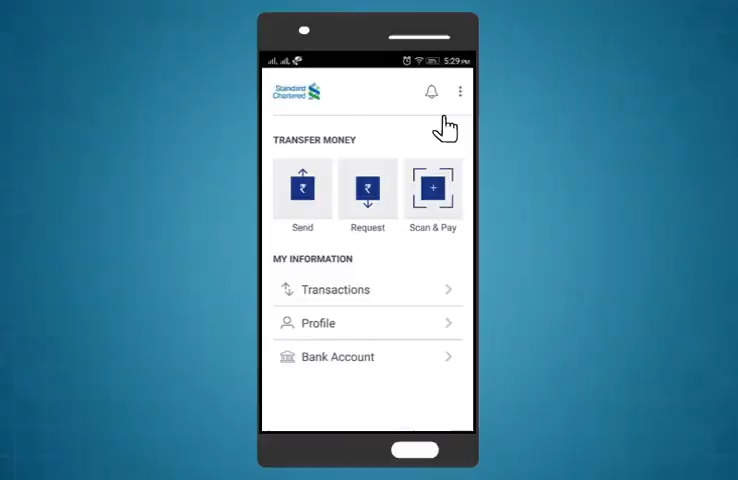 5:29 PM
Standard
Chartered
TRANSFER MONEY
₹ ₹ +
Send Request Scan & Pay
MY INFORMATION
Transactions
Profile
Bank Account